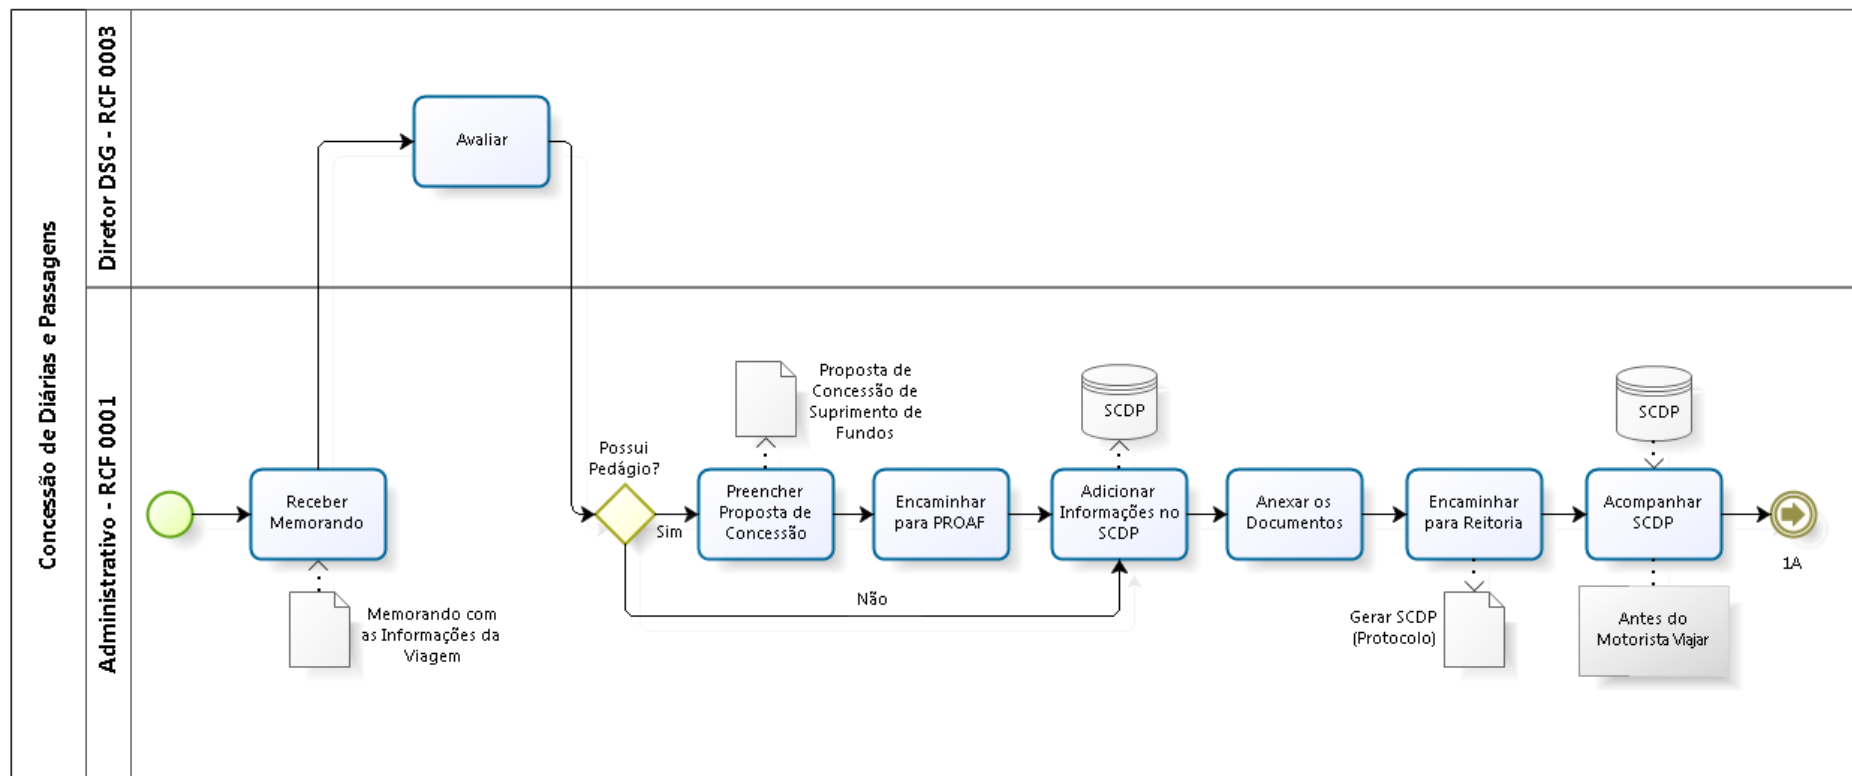 Concessão de Diárias e Passagens
Diretor DSG - RCF 0003
Avaliar
Administrativo - RCF 0001
Receber
Memorando
Memorando com
as Informações da
Viagem
Possui
Pedágio?
Sim
Não
Proposta de
Concessão de
Suprimento de
Fundos
Preencher
Proposta de
Concessão
Encaminhar
para PROAF
SCDP
Adicionar
Informações no
SCDP
Anexar os
Documentos
Encaminhar
para Reitoria
Gerar SCDP
(Protocolo)
SCDP
Acompanhar
SCDP
Antes do
Motorista Viajar
1A